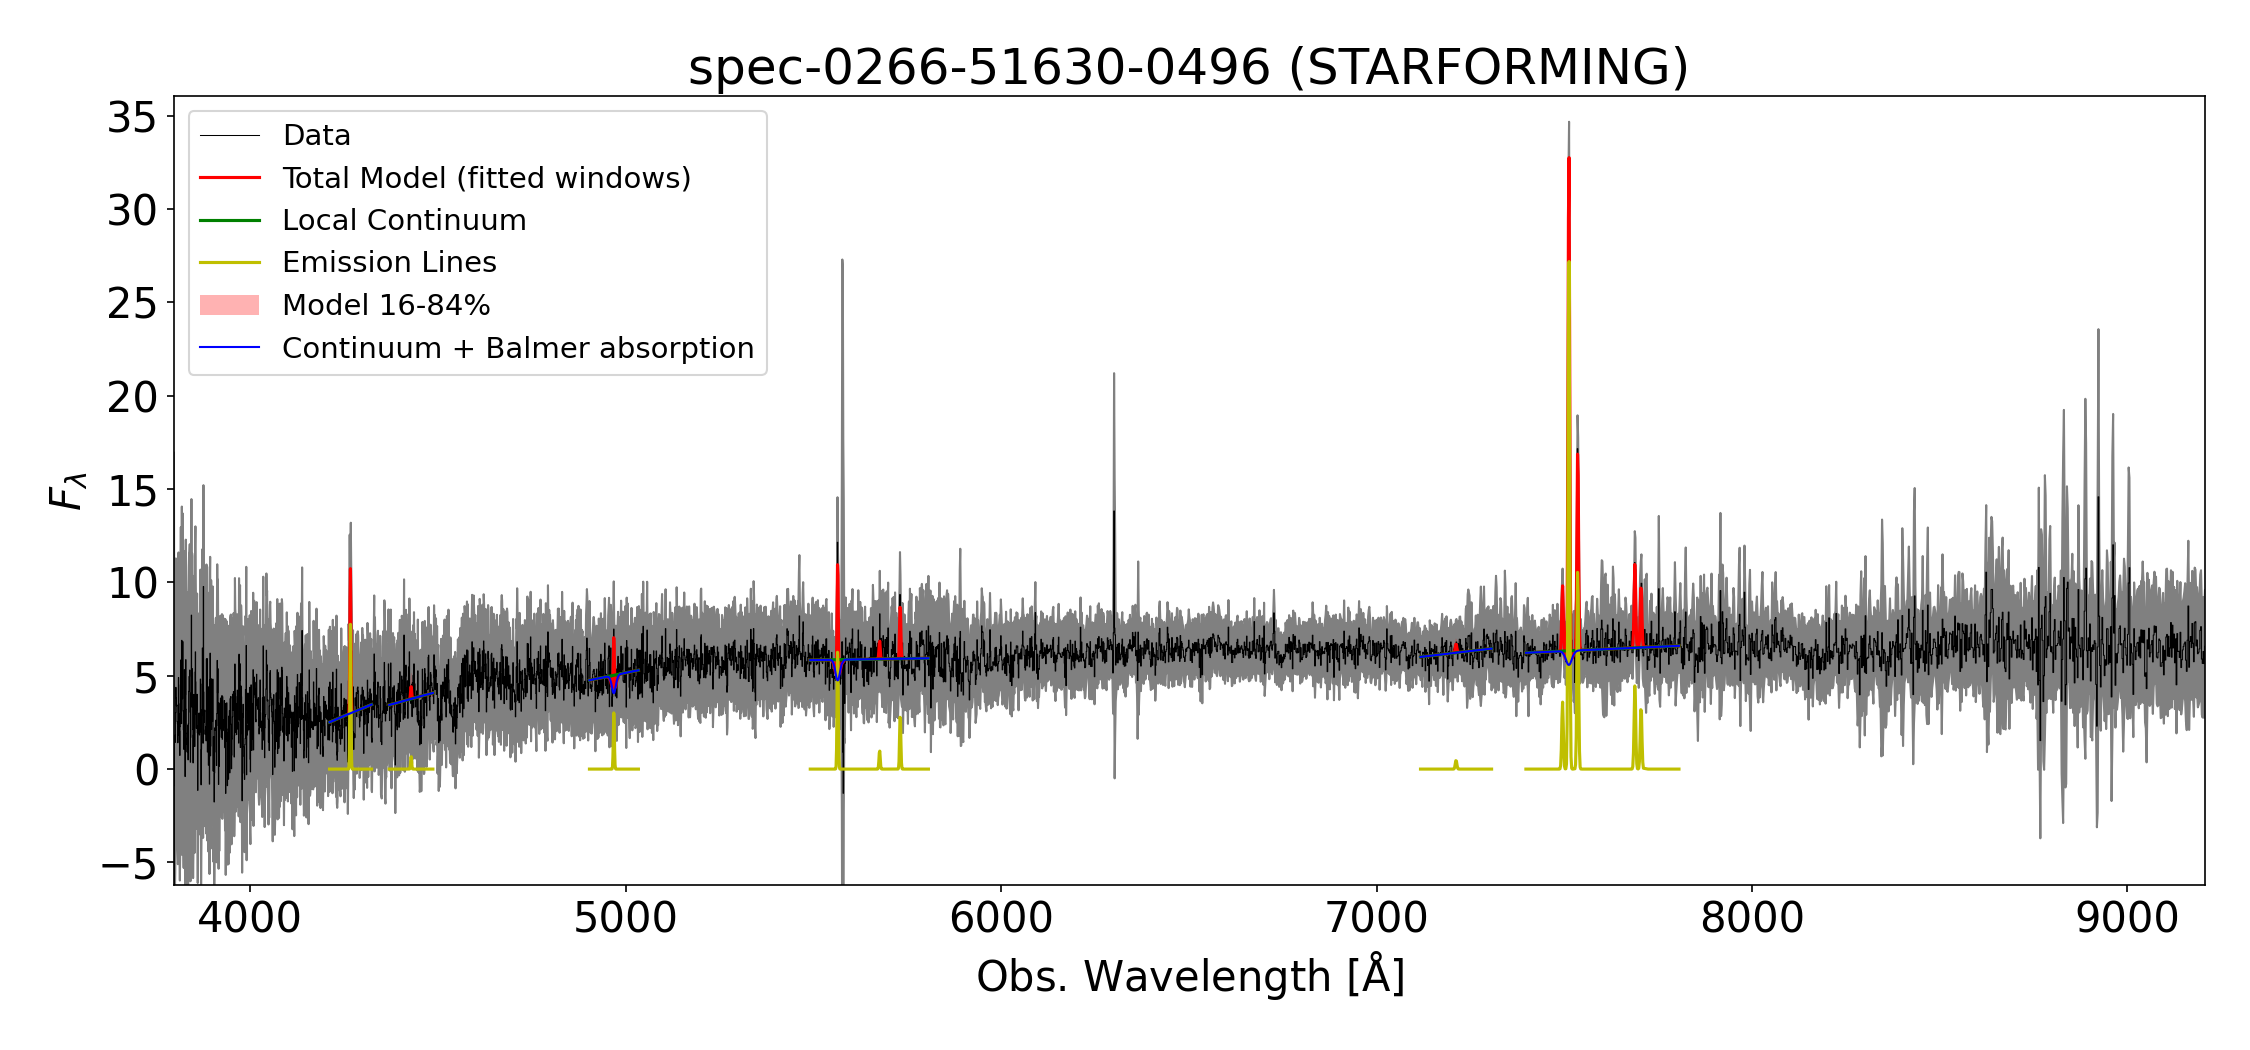 spec-0266-51630-0496 (STARFORMING)
35
30
25
20
15
10
5
0
−5
Fλ
Data
Total Model (fitted windows)
Local Continuum
Emission Lines
Model 16-84%
Continuum + Balmer absorption
4000 5000 6000 7000 8000 9000
Obs. Wavelength [Å]